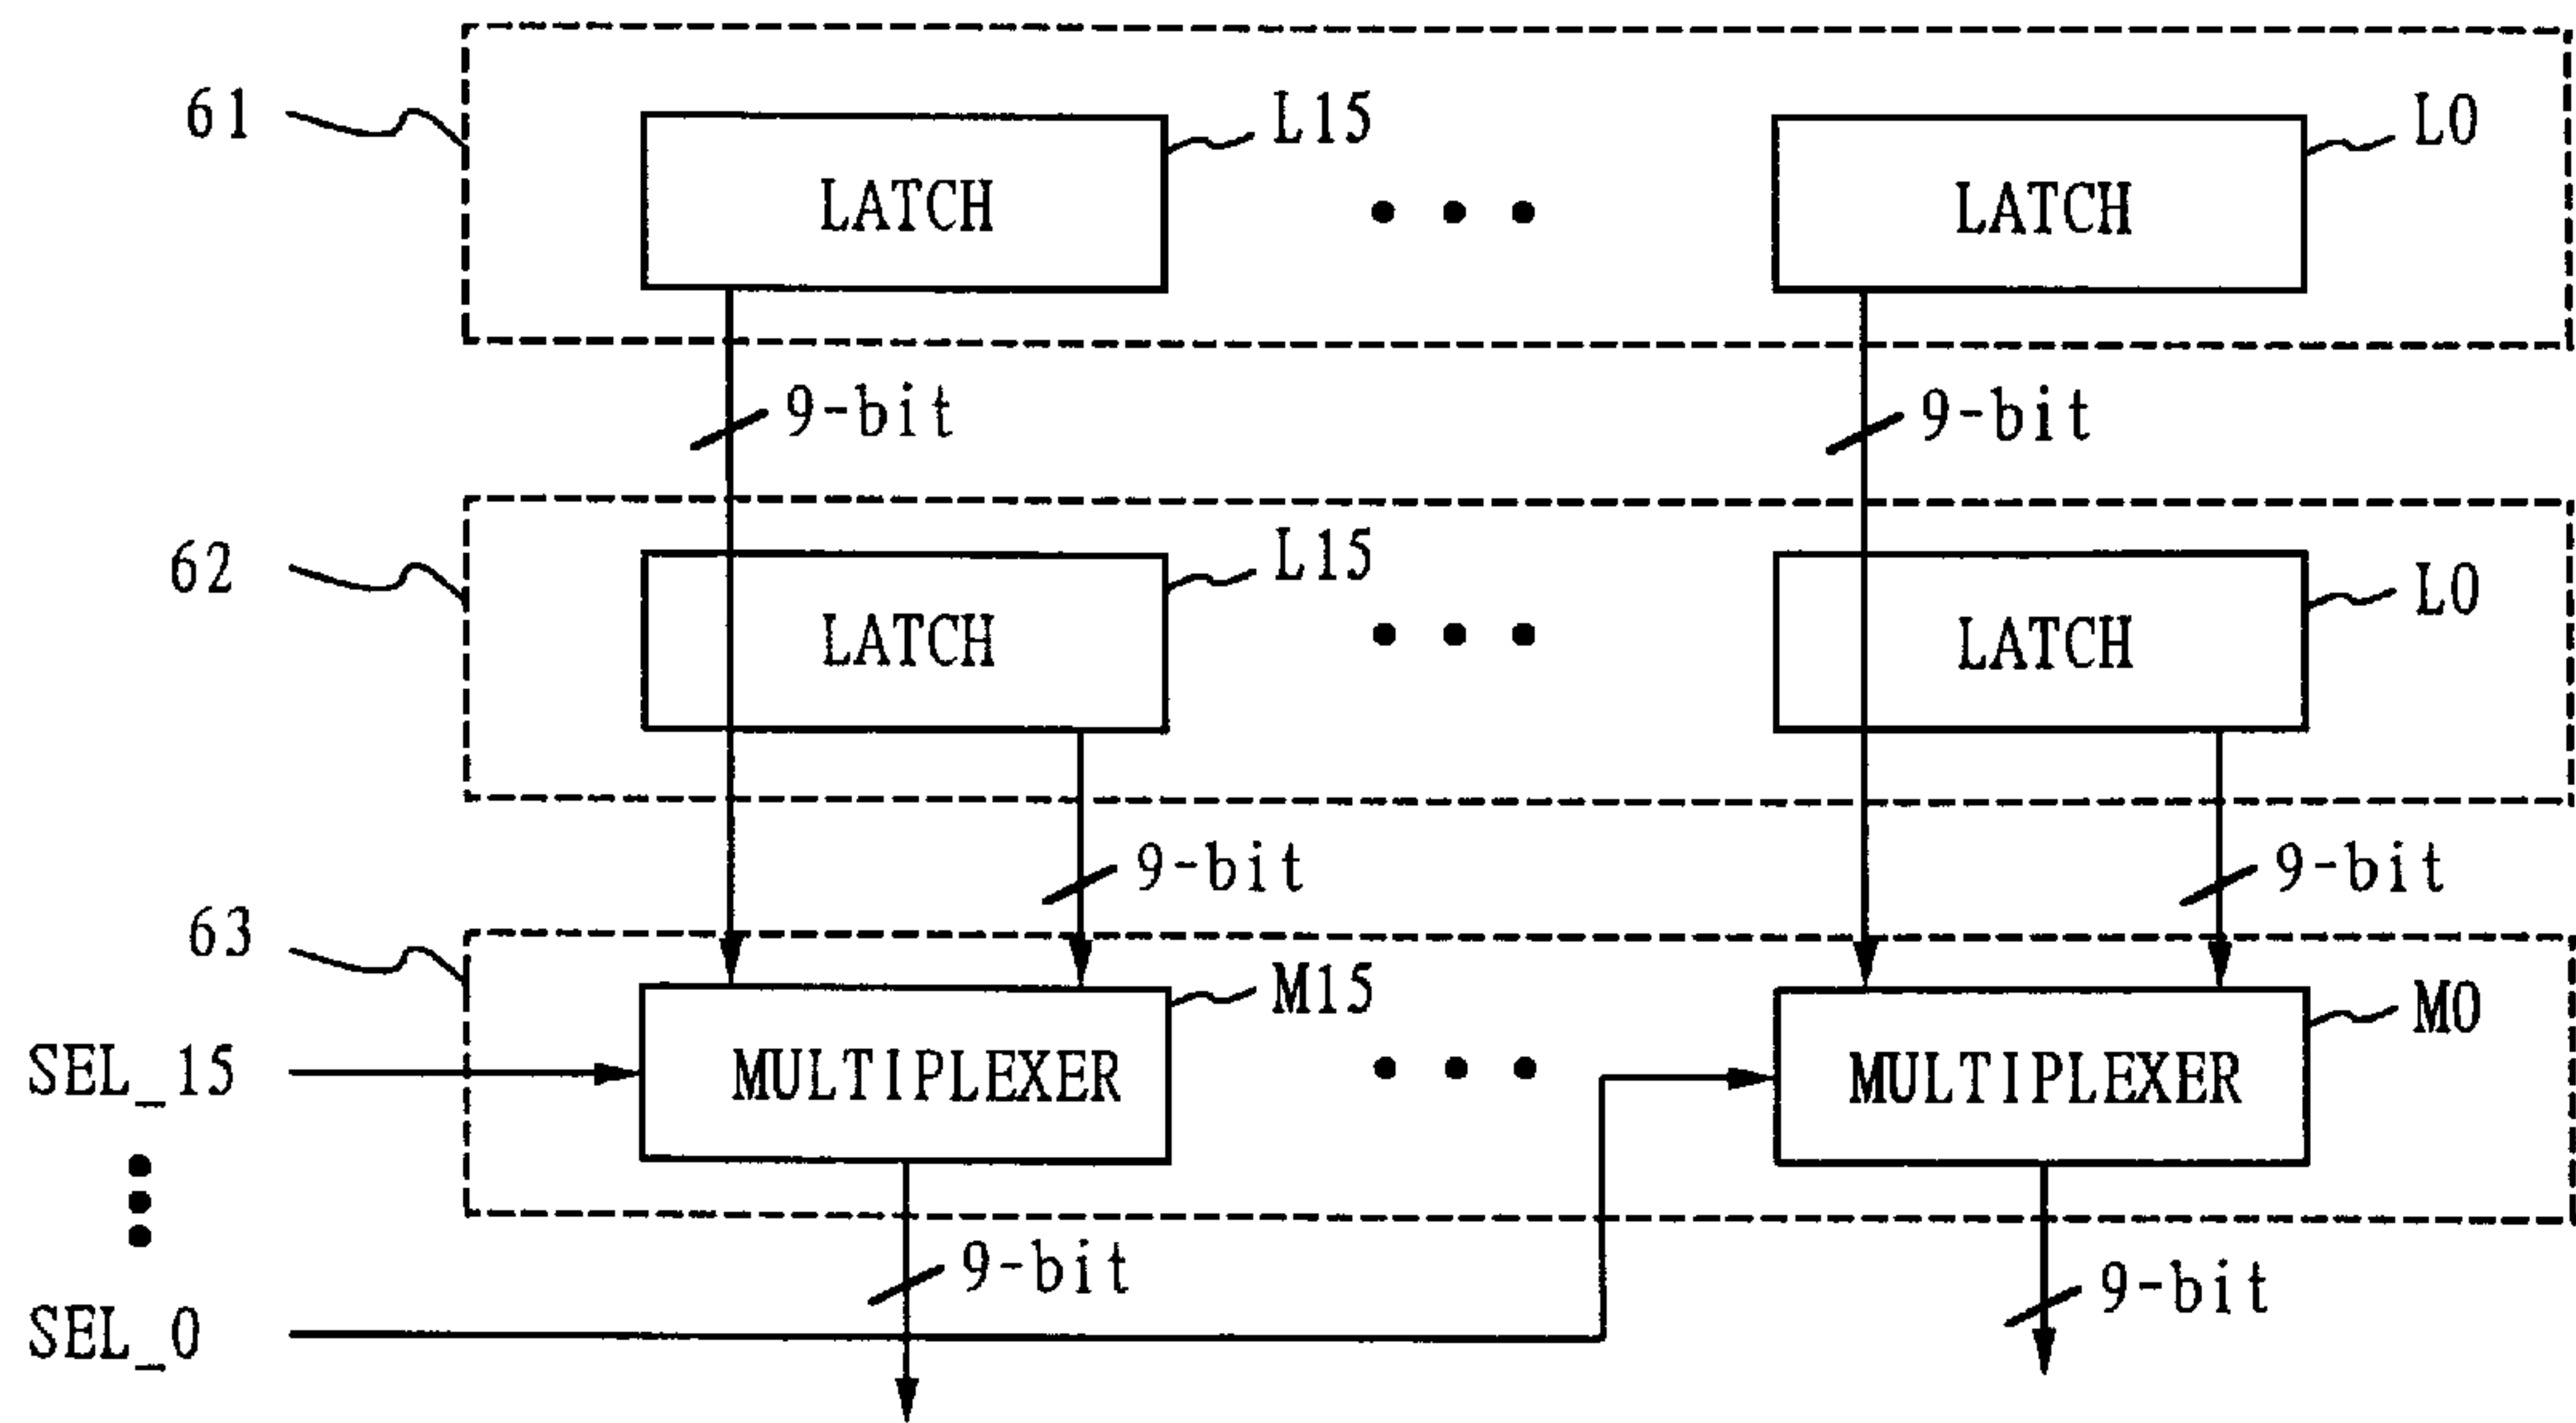 61
L15
L0
LATCH
LATCH
9-bit
9-bit
62
L15
L0
LATCH
LATCH
9-bit
9-bit
63
M15
M0
SEL_15
MULTIPLEXER
MULTIPLEXER
9-bit
9-bit
SEL_0